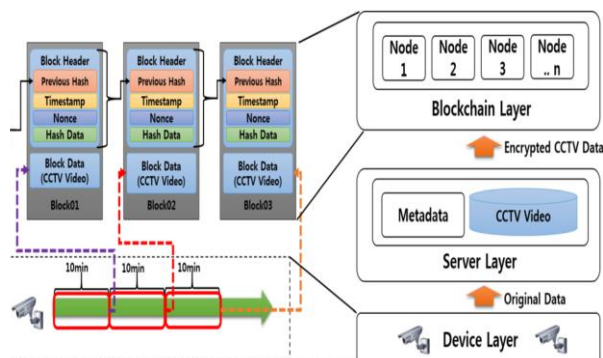 Block Header
Previous Hash
Timestamp
Nonce
Hash Data
Block Data
(CCTV Video)
Block01
Block Header
Previous Hash
Timestamp
Nonce
Hash Data
Block Data
(CCTV Video)
Block02
Block Header
Previous Hash
Timestamp
Nonce
Hash Data
Block Data
(CCTV Video)
Block03
10min
10min
10min
Node
1
Node
2
Node
3
Node
.. n
Blockchain Layer
Encrypted CCTV Data
Metadata
CCTV Video
Server Layer
Original Data
Device Layer